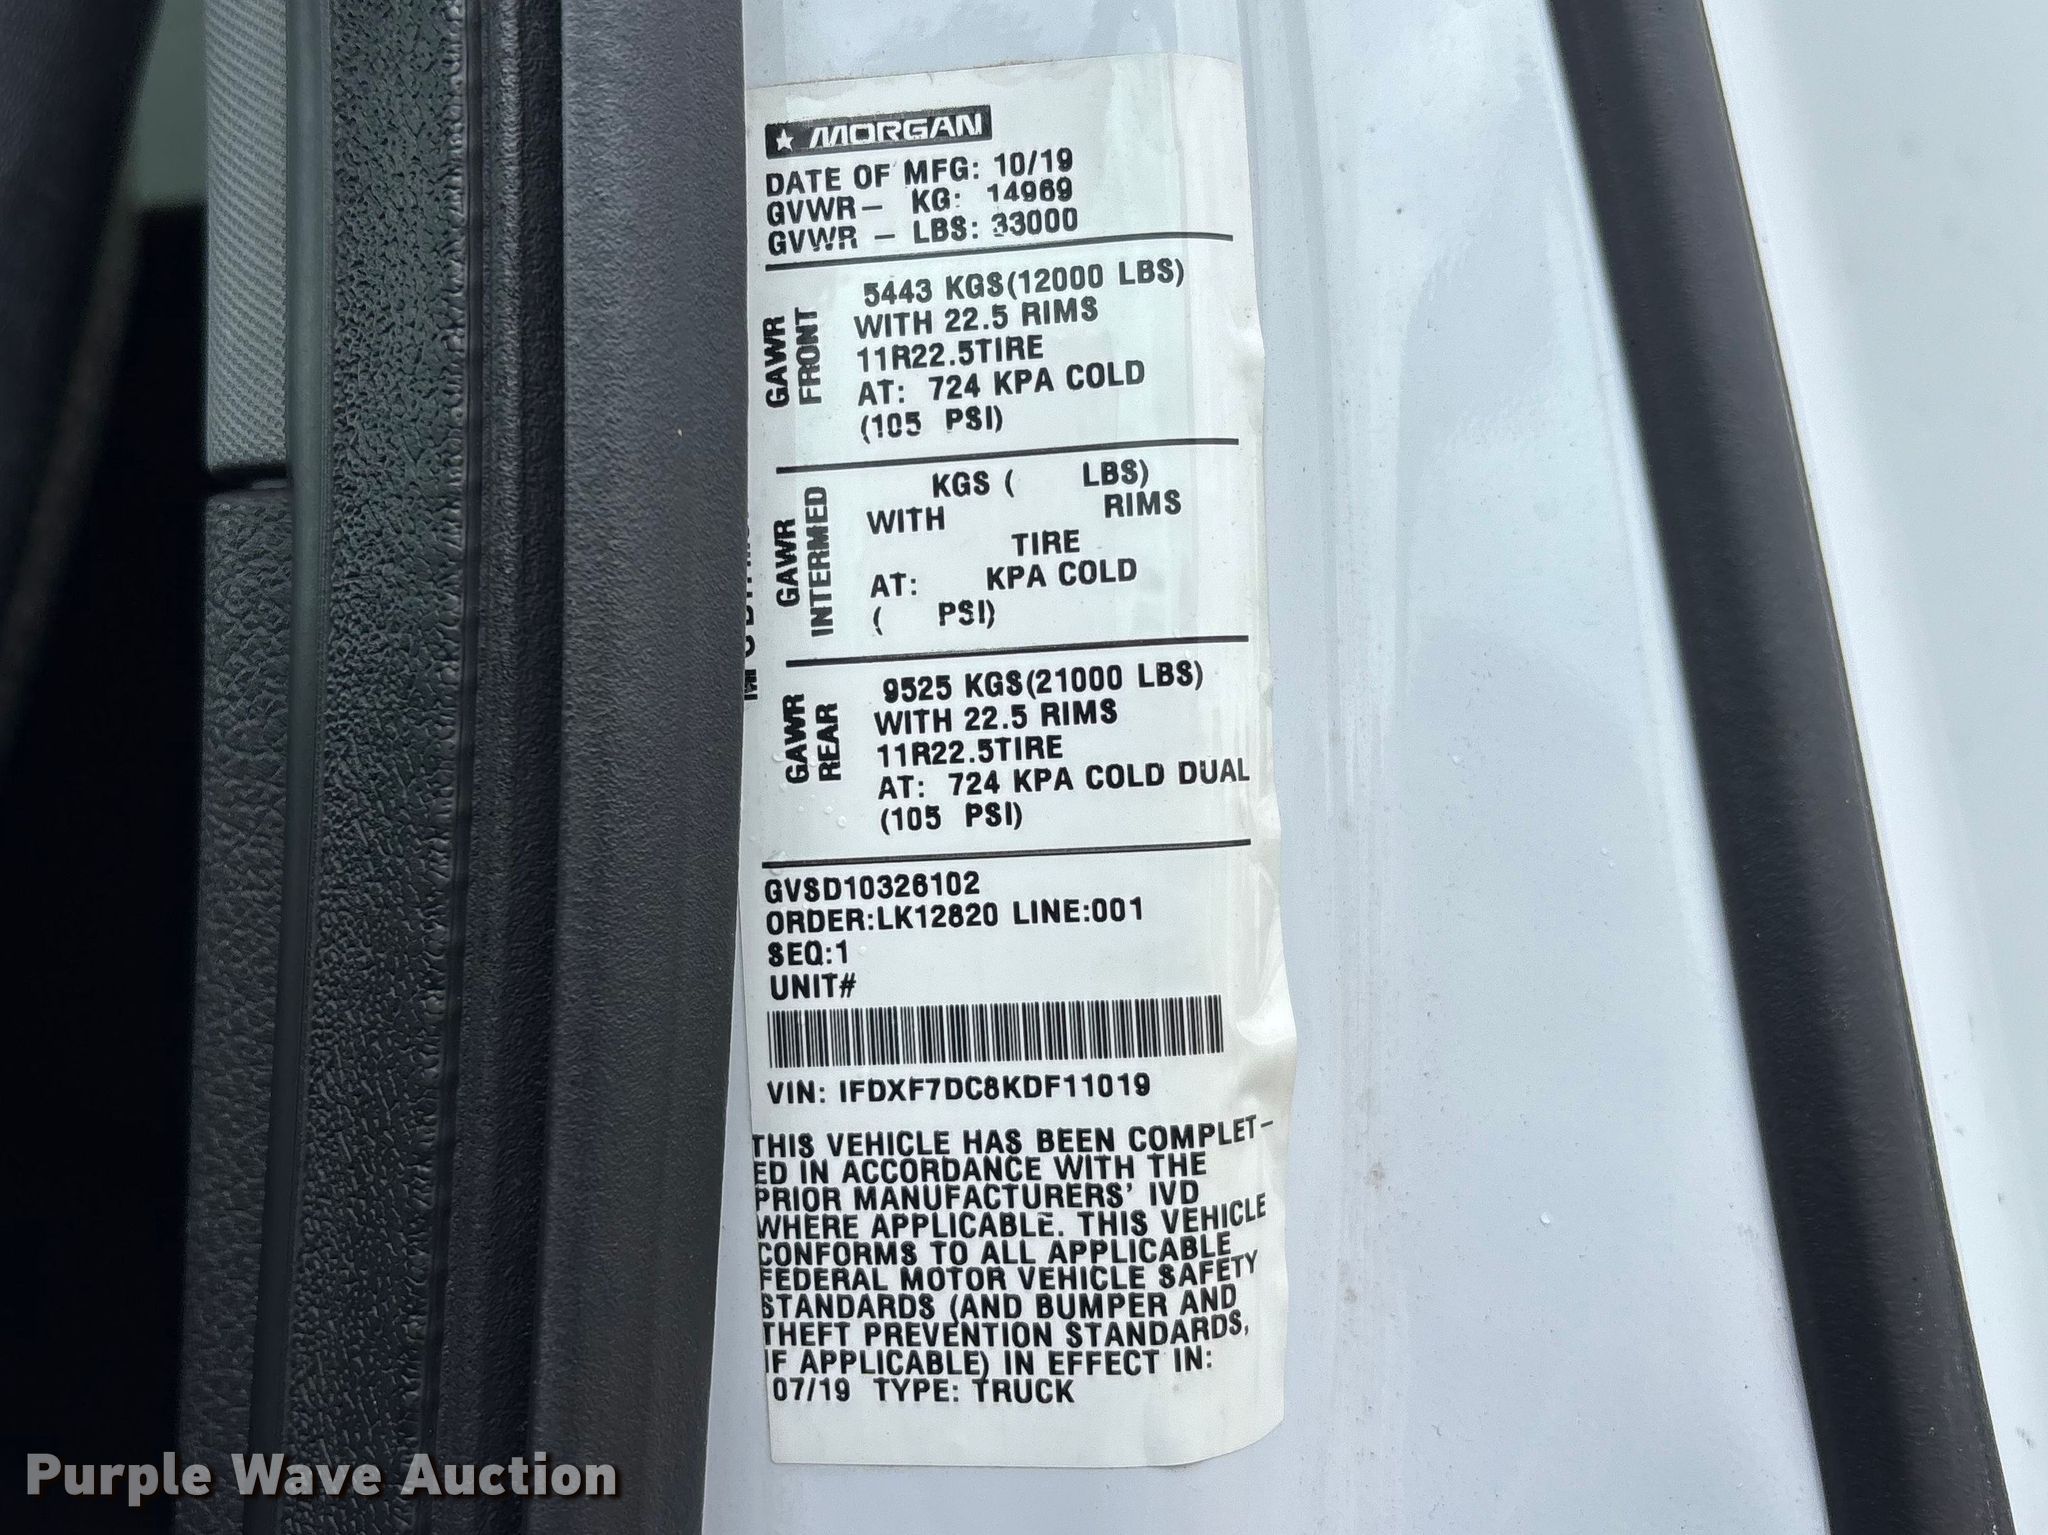 MORGAN
DATE OF MFG: 10/19
GVWR- KG: 14969
GVWR - LBS: 33000
GAWR FRONT
5443 KGS(12000 LBS)
WITH 22.5 RIMS
11R22.5TIRE
AT: 724 KPA COLD
(105 PSI)
GAWR INTERMED
KGS ( LBS)
WITH RIMS
TIRE
AT: KPA COLD
( PSI)
GAWR REAR
9525 KGS(21000 LBS)
WITH 22.5 RIMS
11R22.5TIRE
AT: 724 KPA COLD DUAL
(105 PSI)
GVSD10326102
ORDER:LK12820 LINE:001
SEQ:1
UNIT#
VIN: IFDXF7DC8KDF11019
THIS VEHICLE HAS BEEN COMPLET-
ED IN ACCORDANCE WITH THE
PRIOR MANUFACTURERS' IVD
WHERE APPLICABLE. THIS VEHICLE
CONFORMS TO ALL APPLICABLE
FEDERAL MOTOR VEHICLE SAFETY
STANDARDS (AND BUMPER AND
THEFT PREVENTION STANDARDS,
IF APPLICABLE) IN EFFECT IN:
07/19 TYPE: TRUCK
Purple Wave Auction